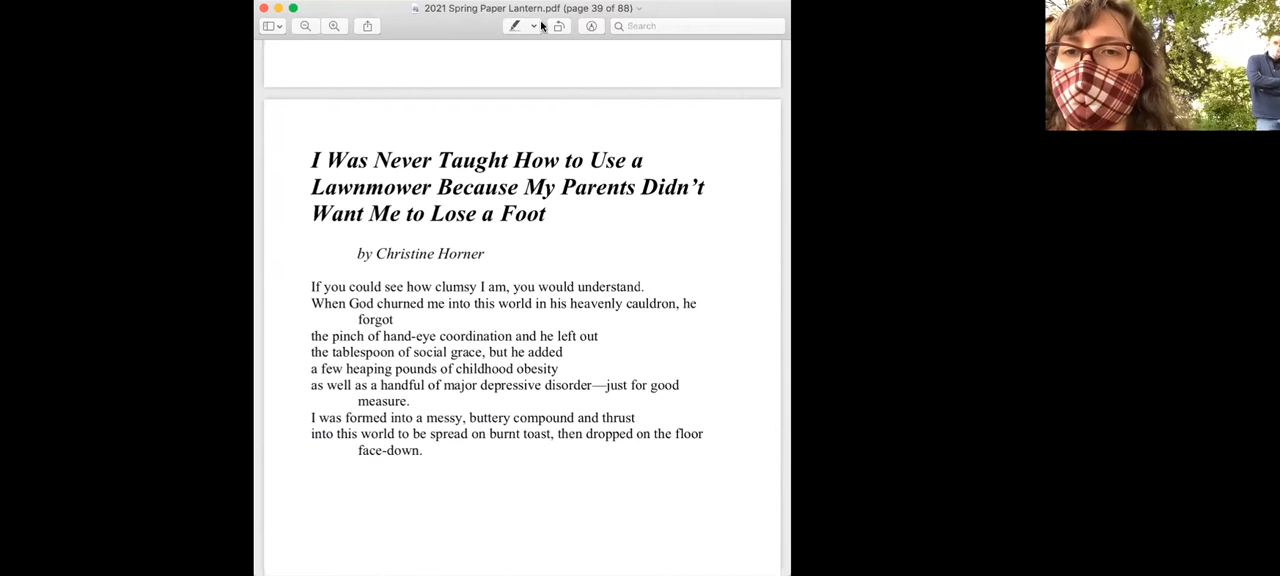 2021 Spring Paper Lantern.pdf (page 39 of 88)
Search
I Was Never Taught How to Use a
Lawnmower Because My Parents Didn’t
Want Me to Lose a Foot
by Christine Horner
If you could see how clumsy I am, you would understand.
When God churned me into this world in his heavenly cauldron, he
forgot
the pinch of hand-eye coordination and he left out
the tablespoon of social grace, but he added
a few heaping pounds of childhood obesity
as well as a handful of major depressive disorder—just for good
measure.
I was formed into a messy, buttery compound and thrust
into this world to be spread on burnt toast, then dropped on the floor
face-down.